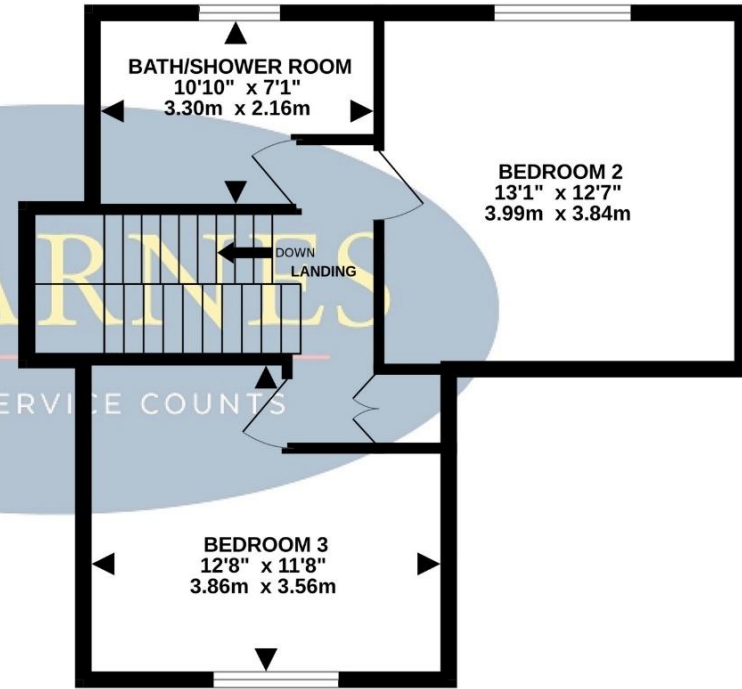 BATH/SHOWER ROOM
10'10" x 7'1"
3.30m x 2.16m
BEDROOM 2
13'1" x 12'7"
3.99m x 3.84m
DOWN
LANDING
ARNES
ERVICE COUNTS
BEDROOM 3
12'8" x 11'8"
3.86m x 3.56m